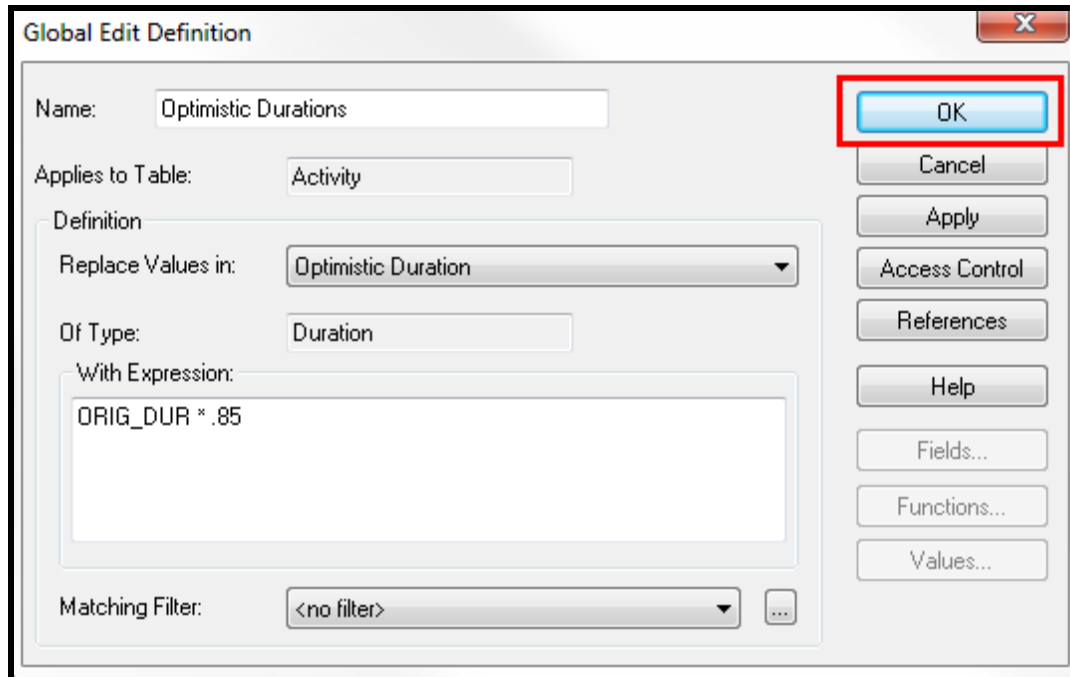 Global Edit Definition
Name: Optimistic Durations
OK
Applies to Table: Activity
Cancel
Definition
Apply
Replace Values in: Optimistic Duration
Access Control
Of Type: Duration
References
With Expression:
Help
ORIG_DUR * .85
Fields...
Functions...
Values...
Matching Filter: <no filter> ...